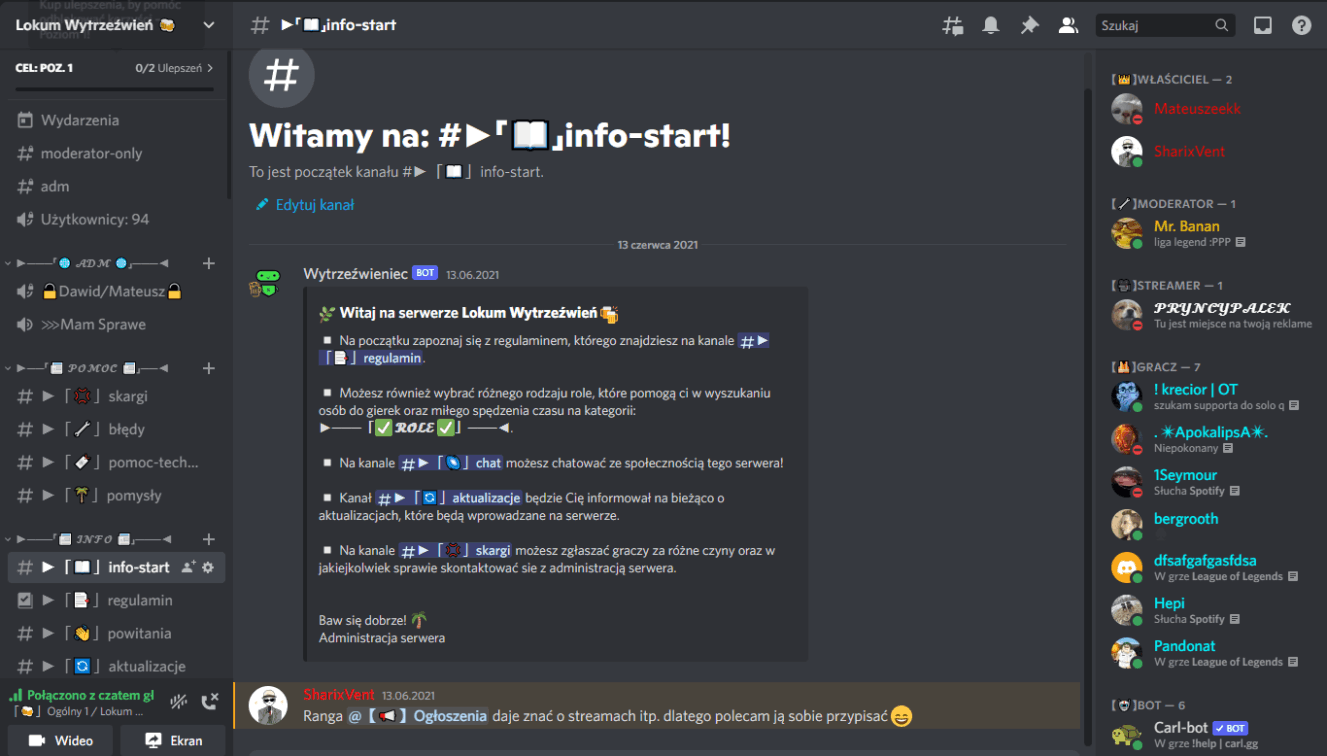 Kup ulepszenia, by pomóc
Lokum Wytrzeźwień 🍻
CEL: POZ. 1 0/2 Ulepszeń >
Wydarzenia
moderator-only
adm
Użytkownicy: 94
►──「🔵 𝓐𝓓𝓜 🔵」──◄ +
🔒Dawid/Mateusz🔒
>>>Mam Sprawe
►──「🗒️ 𝓟𝓞𝓜𝓞𝓒 🗒️」──◄ +
# ►「💢」skargi
# ►「🦯」błędy
# ►「」pomoc-tech...
# ►「🌴」pomysły
►──「🗒️ 𝓘𝓝𝓕𝓞 🗒️」──◄ +
# ►「📖」info-start
►「📑」regulamin
# ►「👋」powitania
# ►「🔄」aktualizacje
Połączono z czatem gł
「🍻」Ogólny 1 / Lokum ...
Wideo Ekran
# ►「📖」info-start
Szukaj
#
Witamy na: #►「📖」info-start!
To jest początek kanału #►「📖」info-start.
Edytuj kanał
13 czerwca 2021
Wytrzeźwieniec BOT 13.06.2021
🌿 Witaj na serwerze Lokum Wytrzeźwień🍻
▪ Na początku zapoznaj się z regulaminem, którego znajdziesz na kanale #►
「📑」regulamin.
▪ Możesz również wybrać różnego rodzaju role, które pomogą ci w wyszukaniu
osób do gierek oraz miłego spędzenia czasu na kategorii:
►──「✅ 𝓡𝓞𝓛𝓔 ✅」──◄.
▪ Na kanale #►「」chat możesz chatować ze społecznością tego serwera!
▪ Kanał #►「🔄」aktualizacje będzie Cię informował na bieżąco o
aktualizacjach, które będą wprowadzane na serwerze.
▪ Na kanale #►「💢」skargi możesz zgłaszać graczy za różne czyny oraz w
jakiejkolwiek sprawie skontaktować sie z administracją serwera.
Baw się dobrze! 🌴
Administracja serwera
SharixVent 13.06.2021
Ranga @【📢】Ogłoszenia daje znać o streamach itp. dlatego polecam ją sobie przypisać😄
【👑】WŁAŚCICIEL — 2
Mateuszeekk
SharixVent
【🦯】MODERATOR — 1
Mr. Banan
liga legend :PPP
【】STREAMER — 1
𝓟𝓡𝓨𝓝𝓒𝓨𝓟𝓐𝓛𝓔𝓚
Tu jest miejsce na twoją reklame
【】GRACZ — 7
! krecior | OT
szukam supporta do solo q
. ✴ApokalipsA✴.
Niepokonany
1Seymour
Słucha Spotify
bergrooth
dfsafgafgasfdsa
W grze League of Legends
Hepi
Słucha Spotify
Pandonat
W grze League of Legends
【】BOT — 6
Carl-bot ✓ BOT
W grze !help | carl.gg